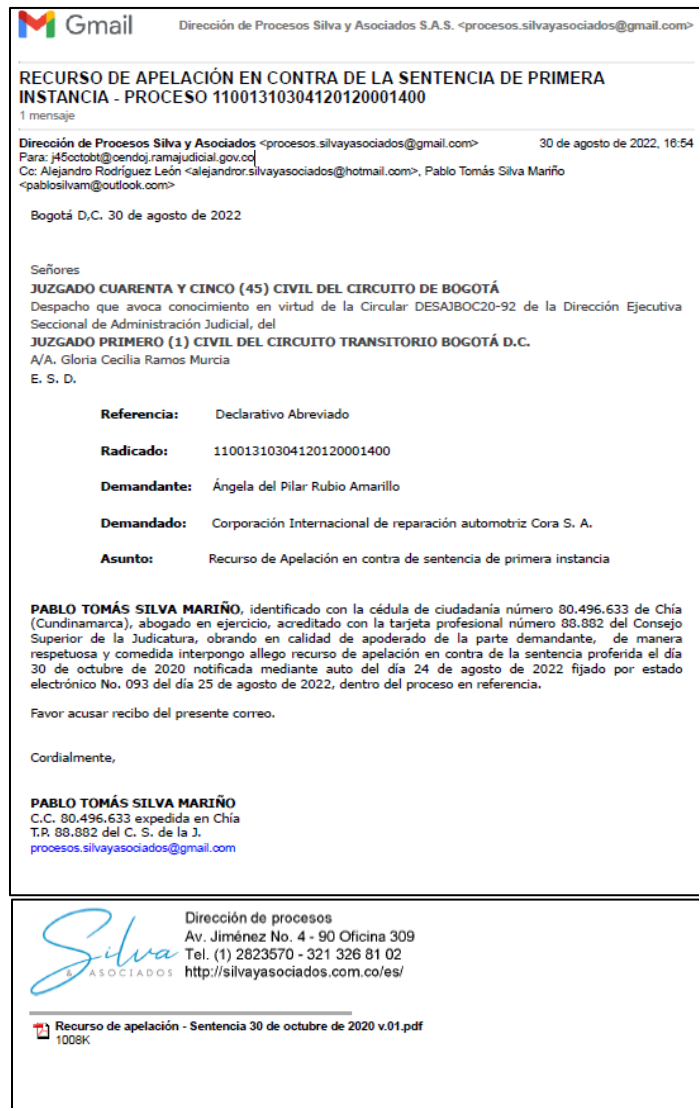 Gmail
Dirección de Procesos Silva y Asociados S.A.S. <procesos.silvayasociados@gmail.com>
RECURSO DE APELACIÓN EN CONTRA DE LA SENTENCIA DE PRIMERA
INSTANCIA - PROCESO 11001310304120120001400
1 mensaje
Dirección de Procesos Silva y Asociados <procesos.silvayasociados@gmail.com> 30 de agosto de 2022, 16:54
Para: j45cctobt@cendoj.ramajudicial.gov.co
Cc: Alejandro Rodríguez León <alejandror.silvayasociados@hotmail.com>, Pablo Tomás Silva Mariño
<pablosilvam@outlook.com>
Bogotá D,C. 30 de agosto de 2022
Señores
JUZGADO CUARENTA Y CINCO (45) CIVIL DEL CIRCUITO DE BOGOTÁ
Despacho que avoca conocimiento en virtud de la Circular DESAJBOC20-92 de la Dirección Ejecutiva
Seccional de Administración Judicial, del
JUZGADO PRIMERO (1) CIVIL DEL CIRCUITO TRANSITORIO BOGOTÁ D.C.
A/A. Gloria Cecilia Ramos Murcia
E. S. D.
Referencia: Declarativo Abreviado
Radicado: 11001310304120120001400
Demandante: Ángela del Pilar Rubio Amarillo
Demandado: Corporación Internacional de reparación automotriz Cora S. A.
Asunto: Recurso de Apelación en contra de sentencia de primera instancia
PABLO TOMÁS SILVA MARIÑO, identificado con la cédula de ciudadanía número 80.496.633 de Chía
(Cundinamarca), abogado en ejercicio, acreditado con la tarjeta profesional número 88.882 del Consejo
Superior de la Judicatura, obrando en calidad de apoderado de la parte demandante, de manera
respetuosa y comedida interpongo allego recurso de apelación en contra de la sentencia proferida el día
30 de octubre de 2020 notificada mediante auto del día 24 de agosto de 2022 fijado por estado
electrónico No. 093 del día 25 de agosto de 2022, dentro del proceso en referencia.
Favor acusar recibo del presente correo.
Cordialmente,
PABLO TOMÁS SILVA MARIÑO
C.C. 80.496.633 expedida en Chía
T.P. 88.882 del C. S. de la J.
procesos.silvayasociados@gmail.com
Silva
& ASOCIADOS
Dirección de procesos
Av. Jiménez No. 4 - 90 Oficina 309
Tel. (1) 2823570 - 321 326 81 02
http://silvayasociados.com.co/es/
Recurso de apelación - Sentencia 30 de octubre de 2020 v.01.pdf
1008K